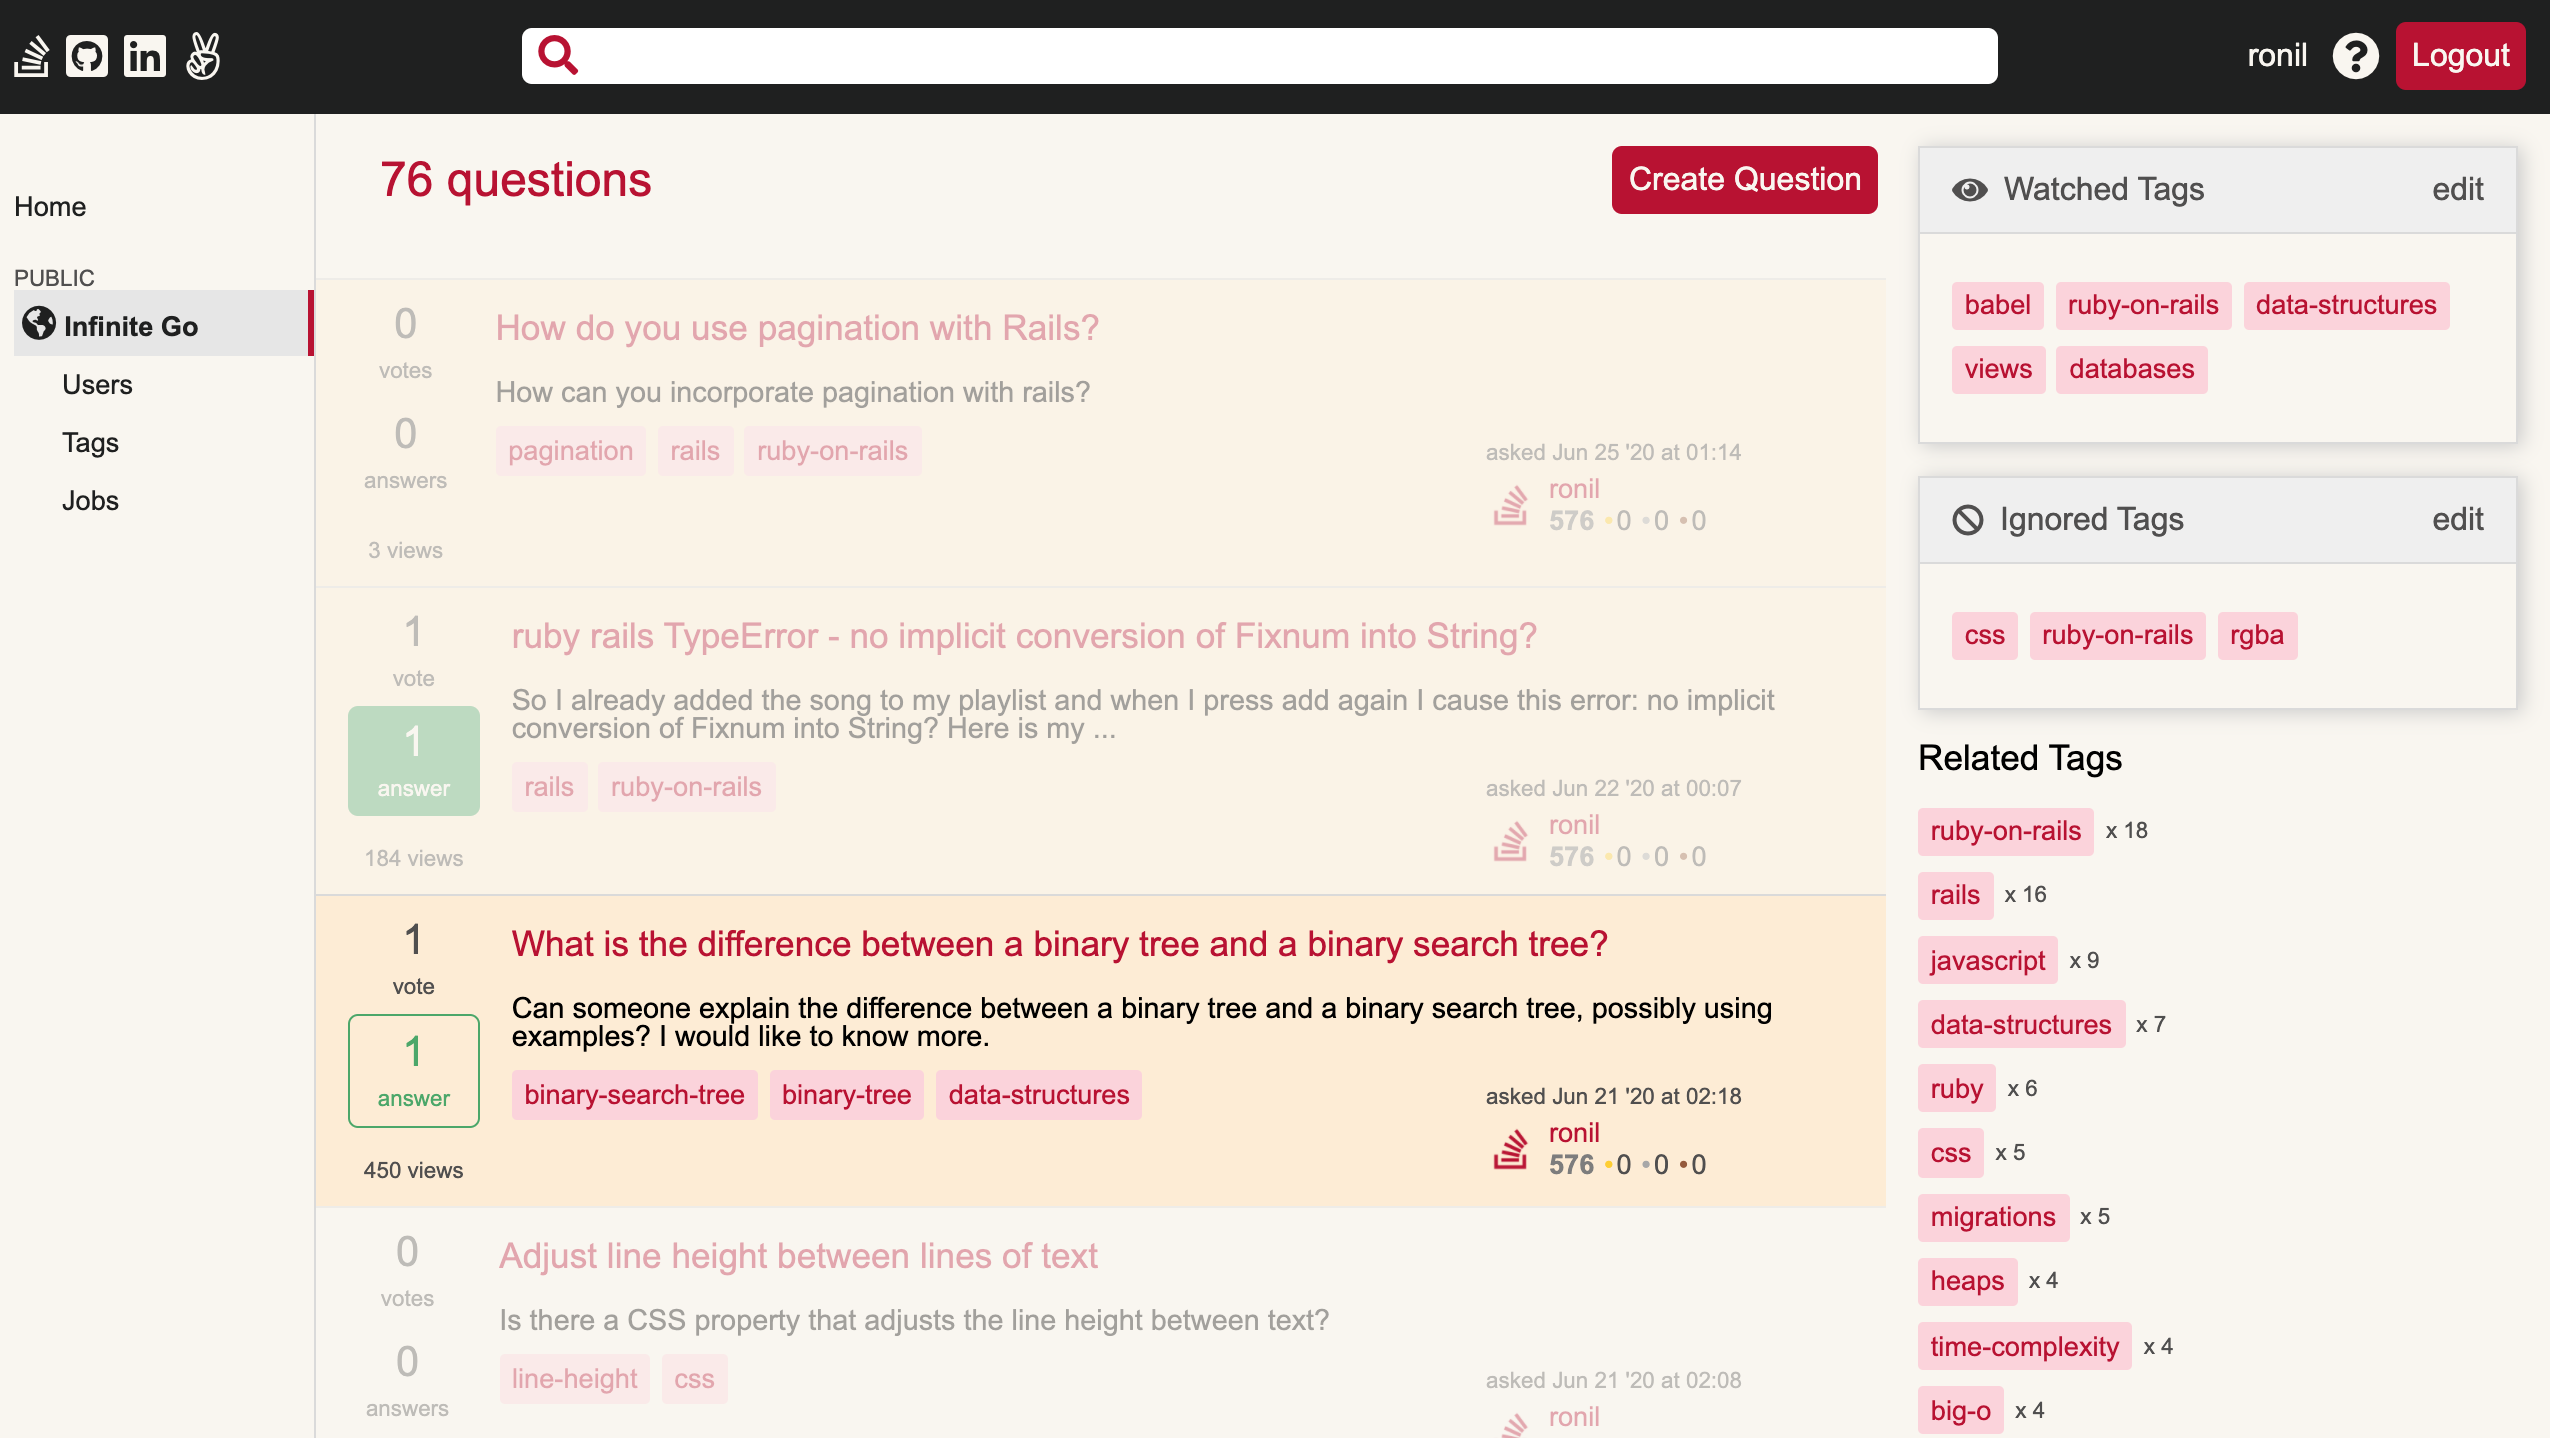 ronil
Logout
Home
PUBLIC
Infinite Go
Users
Tags
Jobs
76 questions
Create Question
0
votes
0
answers
3 views
How do you use pagination with Rails?
How can you incorporate pagination with rails?
pagination rails ruby-on-rails
asked Jun 25 '20 at 01:14
ronil
576 •0 •0 •0
1
vote
1
answer
184 views
ruby rails TypeError - no implicit conversion of Fixnum into String?
So I already added the song to my playlist and when I press add again I cause this error: no implicit
conversion of Fixnum into String? Here is my ...
rails ruby-on-rails
asked Jun 22 '20 at 00:07
ronil
576 •0 •0 •0
1
vote
1
answer
450 views
What is the difference between a binary tree and a binary search tree?
Can someone explain the difference between a binary tree and a binary search tree, possibly using
examples? I would like to know more.
binary-search-tree binary-tree data-structures
asked Jun 21 '20 at 02:18
ronil
576 •0 •0 •0
0
votes
0
answers
Adjust line height between lines of text
Is there a CSS property that adjusts the line height between text?
line-height css
asked Jun 21 '20 at 02:08
ronil
Watched Tags edit
babel ruby-on-rails data-structures
views databases
Ignored Tags edit
css ruby-on-rails rgba
Related Tags
ruby-on-rails x 18
rails x 16
javascript x 9
data-structures x 7
ruby x 6
css x 5
migrations x 5
heaps x 4
time-complexity x 4
big-o x 4